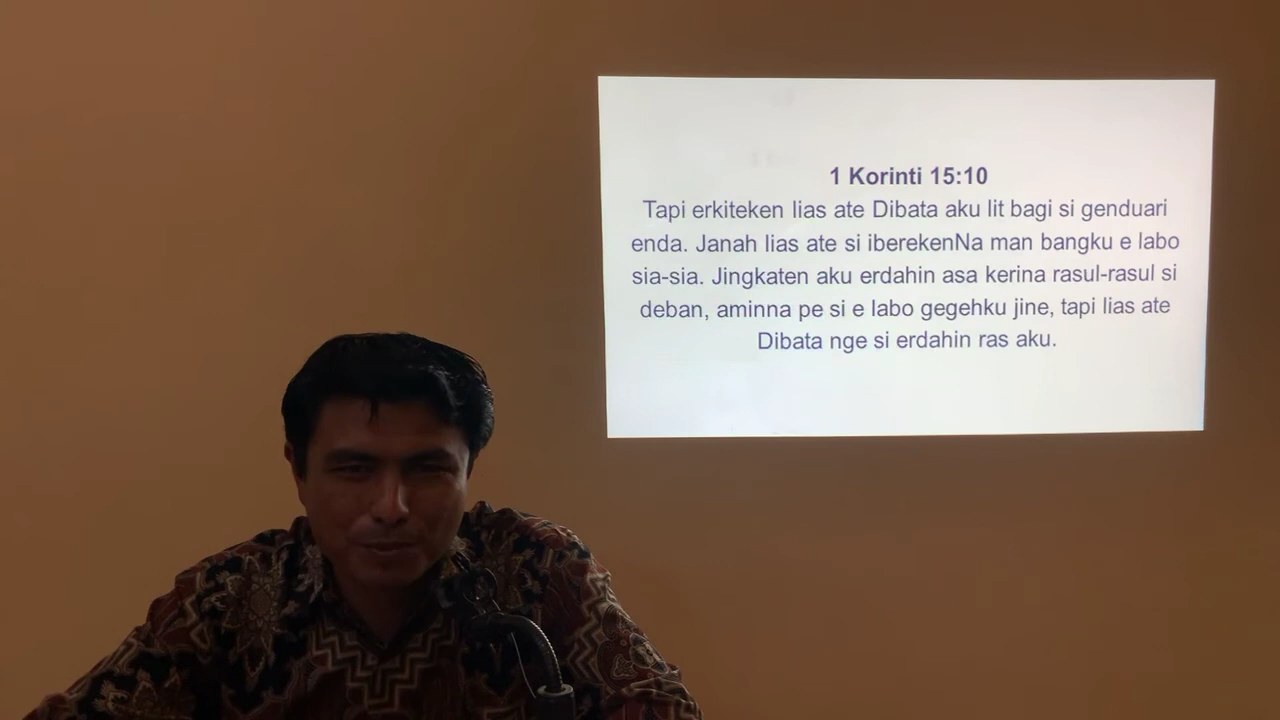 1 Korinti 15:10
Tapi erkiteken lias ate Dibata aku lit bagi si genduari
enda. Janah lias ate si iberekenNa man bangku e labo
sia-sia. Jingkaten aku erdahin asa kerina rasul-rasul si
deban, aminna pe si e labo gegehku jine, tapi lias ate
Dibata nge si erdahin ras aku.